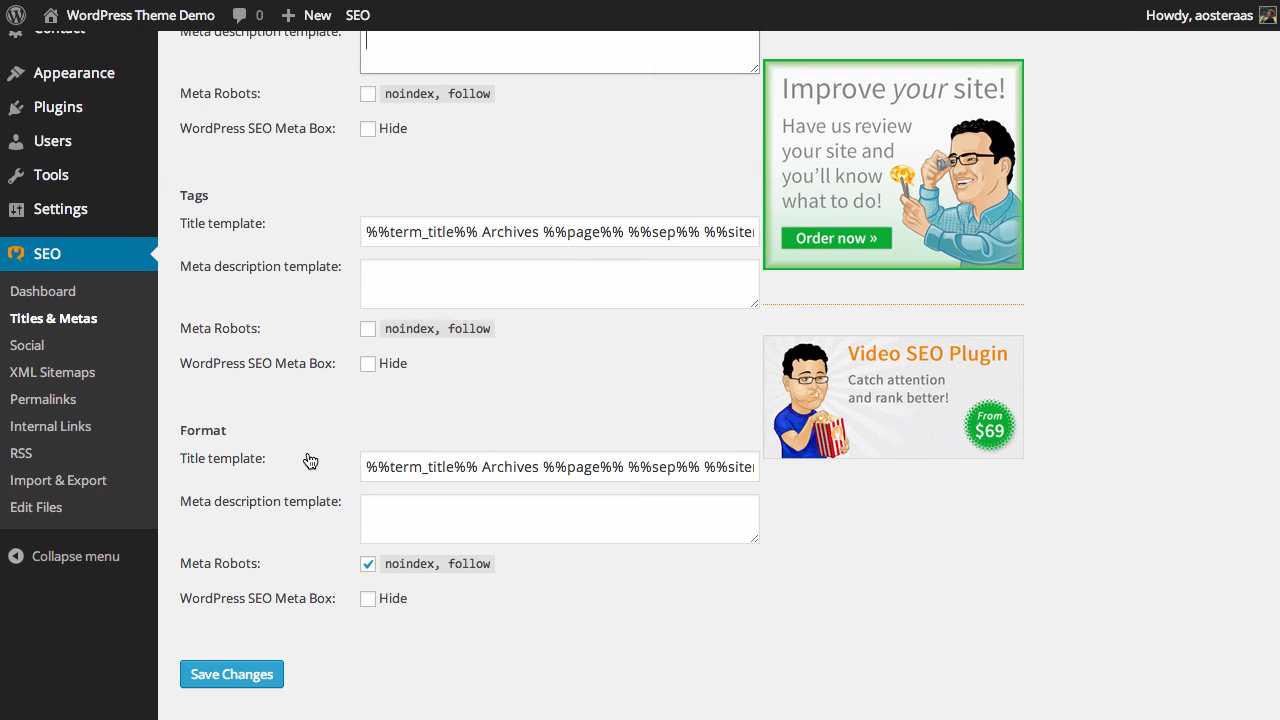 WordPress Theme Demo 0 New SEO Howdy, aosteraas
Contact
Appearance
Plugins
Users
Tools
Settings
SEO
Dashboard
Titles & Metas
Social
XML Sitemaps
Permalinks
Internal Links
RSS
Import & Export
Edit Files
Collapse menu
Meta description template:
Meta Robots: noindex, follow
WordPress SEO Meta Box: Hide
Tags
Title template: %%term_title%% Archives %%page%% %%sep%% %%siten
Meta description template:
Meta Robots: noindex, follow
WordPress SEO Meta Box: Hide
Format
Title template: %%term_title%% Archives %%page%% %%sep%% %%siten
Meta description template:
Meta Robots: noindex, follow
WordPress SEO Meta Box: Hide
Save Changes
Improve your site!
Have us review
your site and
you'll know
what to do!
Order now »
Video SEO Plugin
Catch attention
and rank better!
From
$69